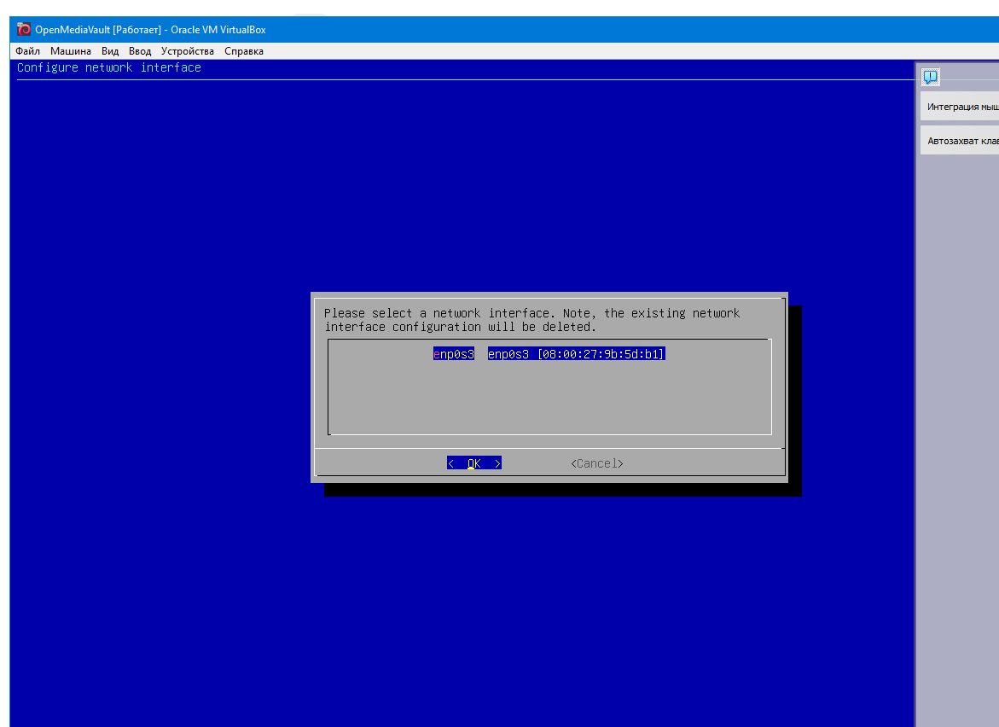 OpenMediaVault [Работает] - Oracle VM VirtualBox
Файл Машина Вид Ввод Устройства Справка
Configure network interface
Интеграция мыш
Автозахват клав
Please select a network interface. Note, the existing network
interface configuration will be deleted.
enp0s3 enp0s3 [08:00:27:9b:5d:b1]
< OK > <Cancel>